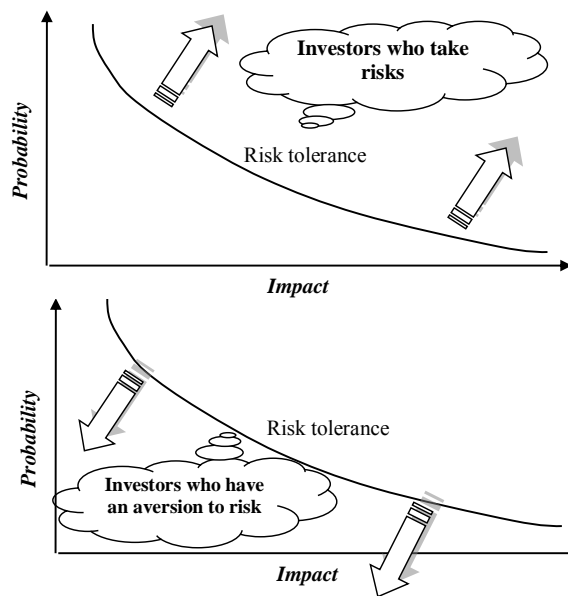 Probability
Investors who take
risks
Risk tolerance
Impact
Probability
Risk tolerance
Investors who have
an aversion to risk
Impact